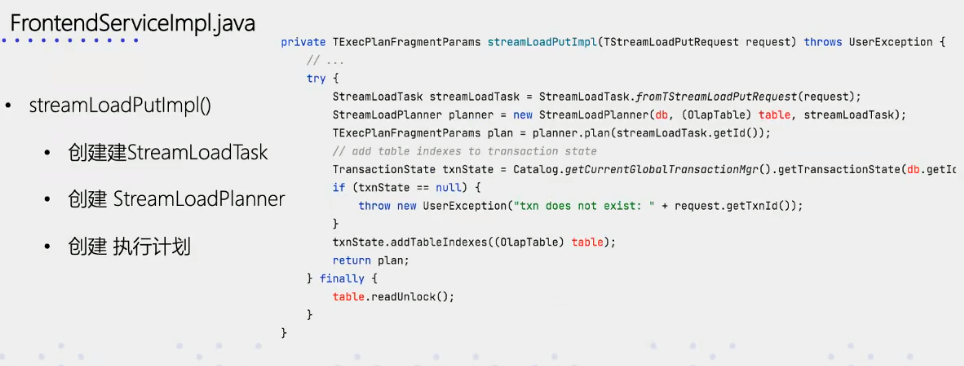 FrontendServiceImpl.java
• streamLoadPutImpl()
• 创建建StreamLoadTask
• 创建 StreamLoadPlanner
• 创建 执行计划
private TExecPlanFragmentParams streamLoadPutImpl(TStreamLoadPutRequest request) throws UserException {
// ...
try {
StreamLoadTask streamLoadTask = StreamLoadTask.fromTStreamLoadPutRequest(request);
StreamLoadPlanner planner = new StreamLoadPlanner(db, (OlapTable) table, streamLoadTask);
TExecPlanFragmentParams plan = planner.plan(streamLoadTask.getId());
// add table indexes to transaction state
TransactionState txnState = Catalog.getCurrentGlobalTransactionMgr().getTransactionState(db.getId
if (txnState == null) {
throw new UserException("txn does not exist: " + request.getTxnId());
}
txnState.addTableIndexes((OlapTable) table);
return plan;
} finally {
table.readUnlock();
}
}